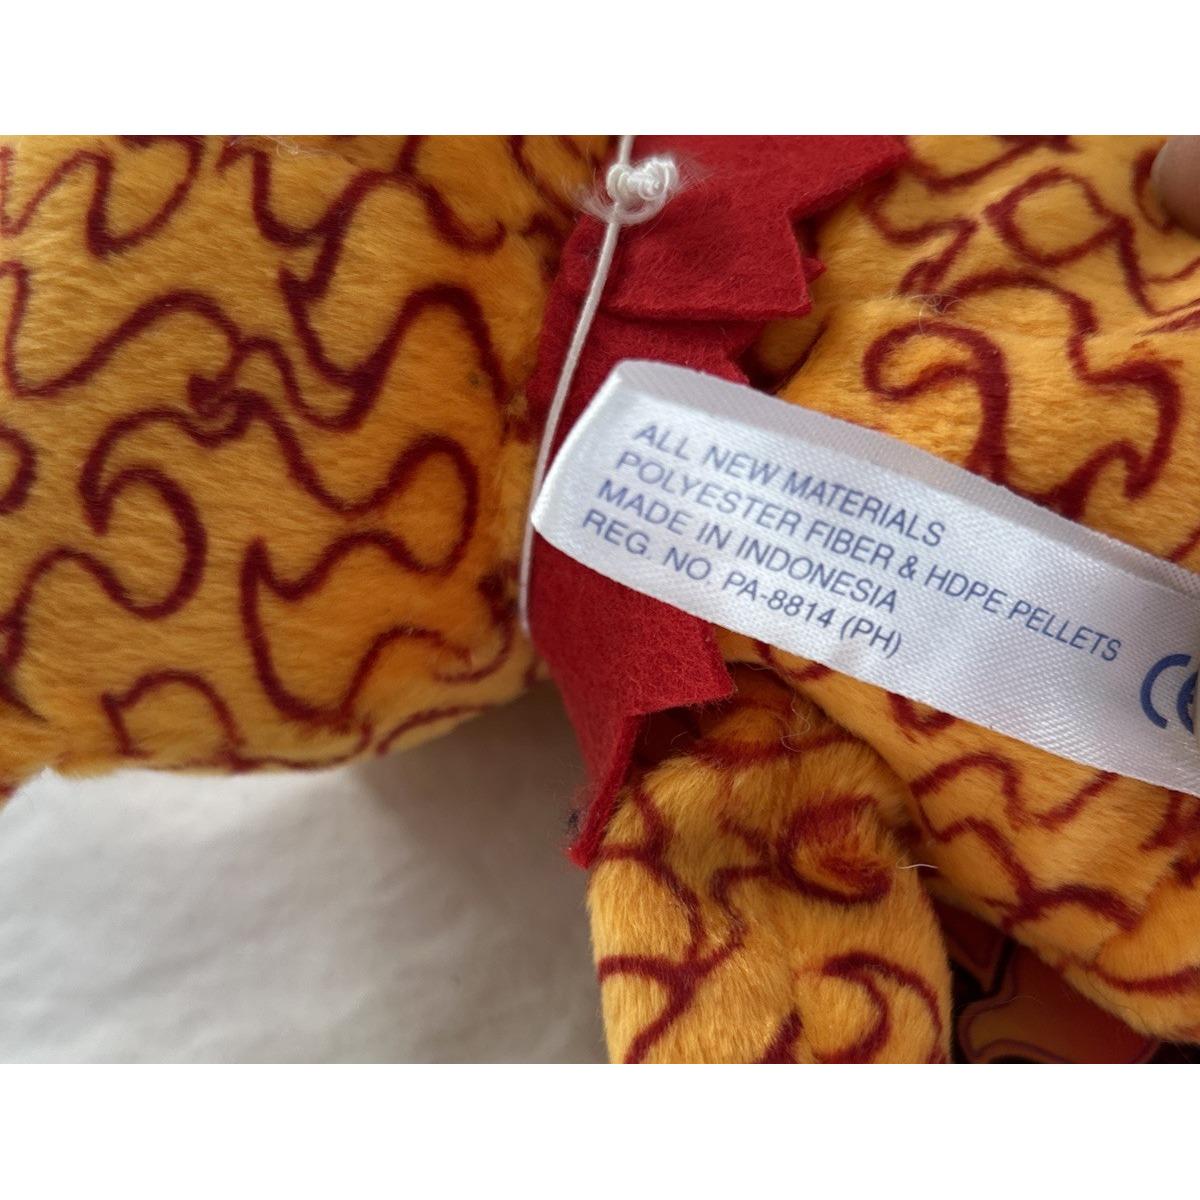 ALL NEW MATERIALS
POLYESTER FIBER & HDPE PELLETS
MADE IN INDONESIA
REG. NO. PA-8814 (PH)
CE